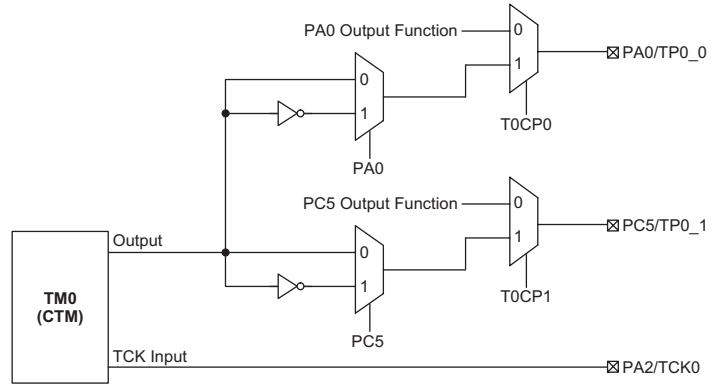 PA0 Output Function
0
1
PA0/TP0_0
T0CP0
0
1
PA0
PC5 Output Function
0
1
PC5/TP0_1
T0CP1
Output
0
1
PC5
TM0
(CTM)
TCK Input
PA2/TCK0